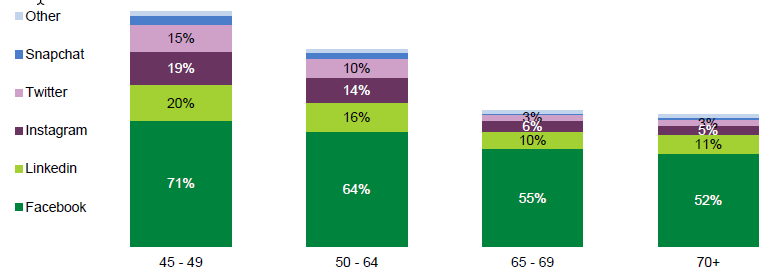 Other
Snapchat
Twitter
Instagram
Linkedin
Facebook
15%
19%
20%
71%
10%
14%
16%
64%
3%
6%
10%
55%
3%
5%
11%
52%
45 - 49
50 - 64
65 - 69
70+